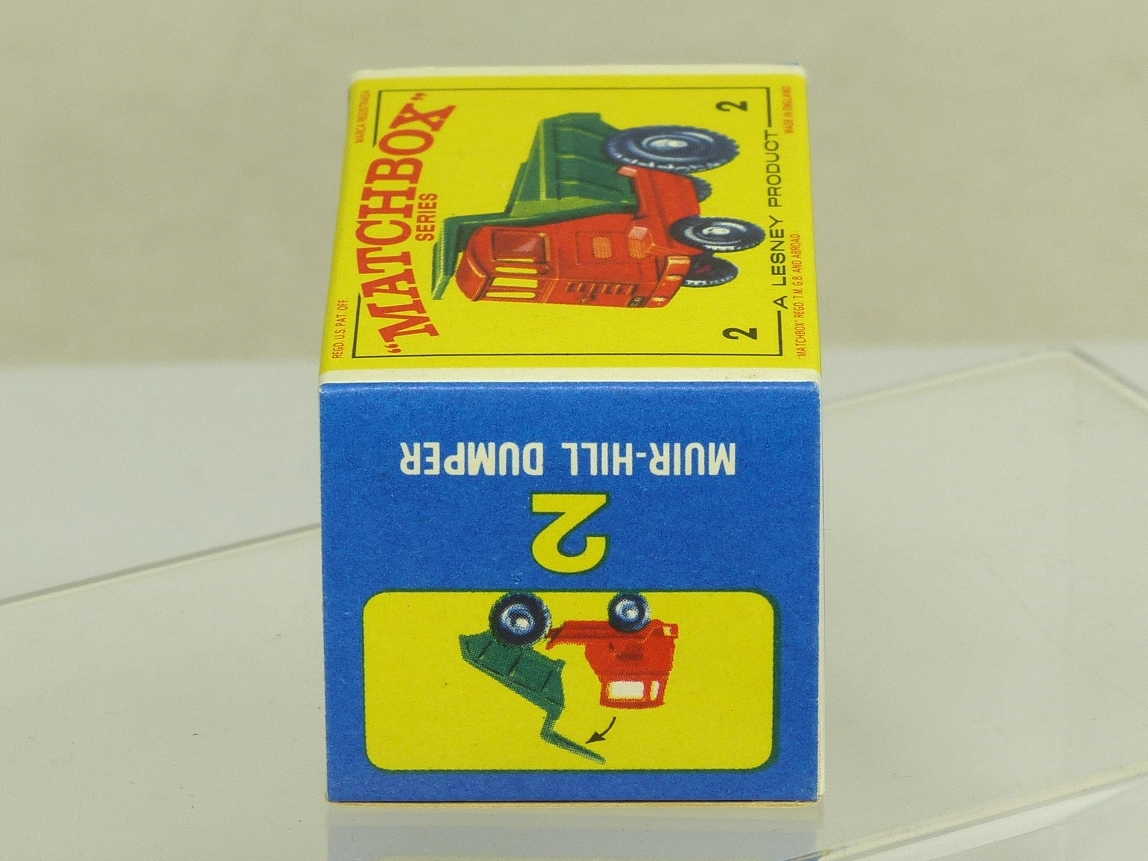 MARCA REGISTRADA
REGD. U.S. PAT. OFF.
"MATCHBOX"
SERIES
2
2
A LESNEY PRODUCT
MADE IN ENGLAND
"MATCHBOX" REGD. T.M. G.B. AND ABROAD
MUIR-HILL DUMPER
2